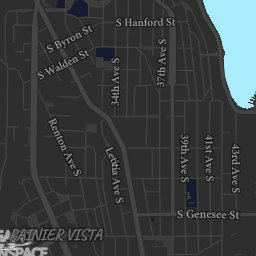 S Hanford St
S Byron St
S Walden St
34th Ave S
37th Ave S
Renton Ave S
Letitia Ave S
39th Ave S
41st Ave S
43rd Ave S
S Genesee St
RAINIER VISTA